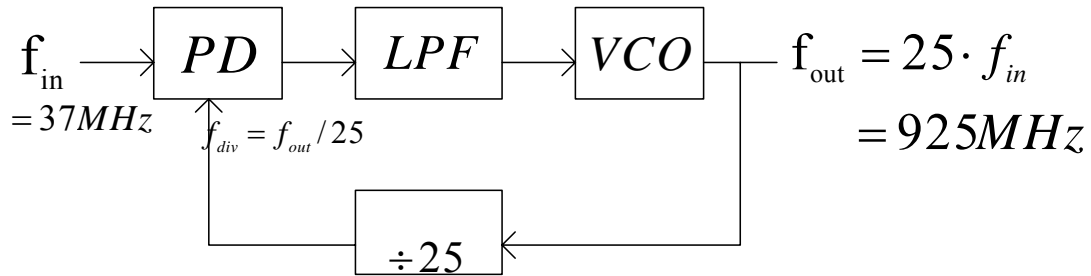 f_in
= 37MHz
PD
LPF
VCO
f_out = 25 · f_in
= 925MHz
f_div = f_out / 25
÷25